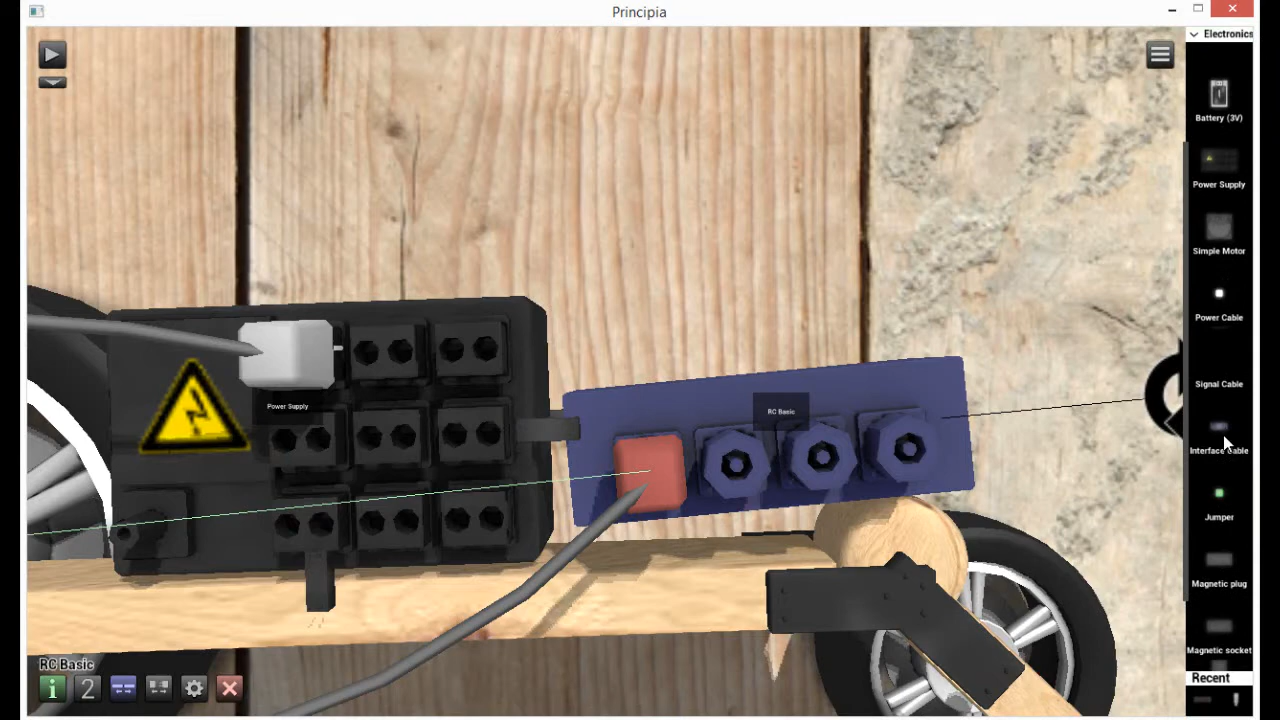 Principia
Electronics
Battery (3V)
Power Supply
Simple Motor
Power Cable
Signal Cable
Interface Cable
Jumper
Magnetic plug
Magnetic socket
Recent
Power Supply
RC Basic
RC Basic
i
2